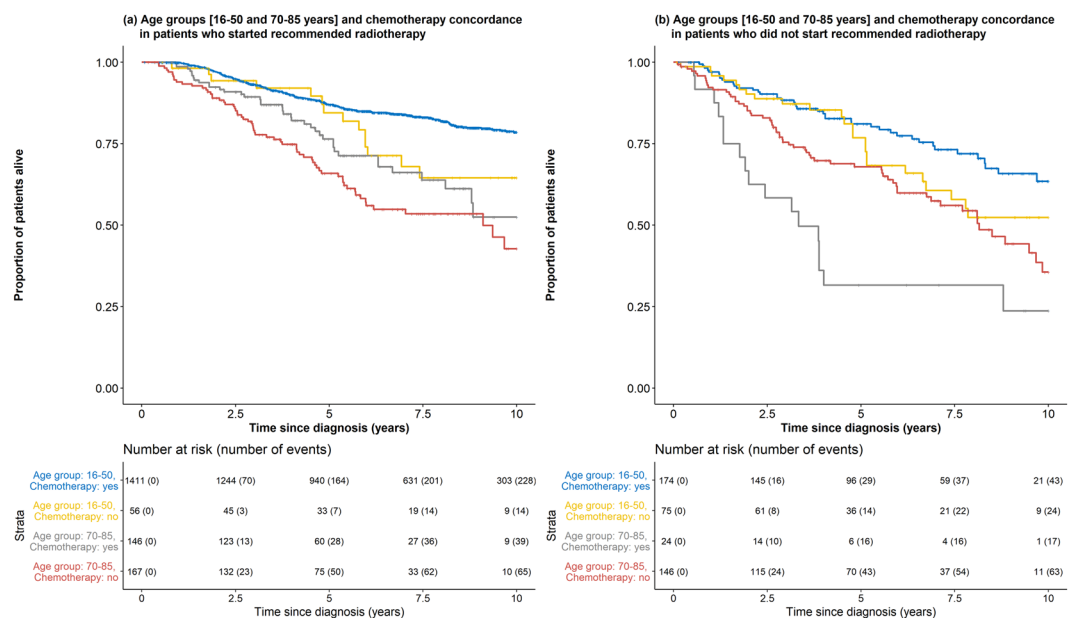 (a) Age groups [16-50 and 70-85 years] and chemotherapy concordance
in patients who started recommended radiotherapy
1.00
0.75
0.50
0.25
0.00
Proportion of patients alive
0 2.5 5 7.5 10
Time since diagnosis (years)
Number at risk (number of events)
Strata
Age group: 16-50,
Chemotherapy: yes
1411 (0) 1244 (70) 940 (164) 631 (201) 303 (228)
Age group: 16-50,
Chemotherapy: no
56 (0) 45 (3) 33 (7) 19 (14) 9 (14)
Age group: 70-85,
Chemotherapy: yes
146 (0) 123 (13) 60 (28) 27 (36) 9 (39)
Age group: 70-85,
Chemotherapy: no
167 (0) 132 (23) 75 (50) 33 (62) 10 (65)
0 2.5 5 7.5 10
Time since diagnosis (years)
(b) Age groups [16-50 and 70-85 years] and chemotherapy concordance
in patients who did not start recommended radiotherapy
1.00
0.75
0.50
0.25
0.00
Proportion of patients alive
0 2.5 5 7.5 10
Time since diagnosis (years)
Number at risk (number of events)
Strata
Age group: 16-50,
Chemotherapy: yes
174 (0) 145 (16) 96 (29) 59 (37) 21 (43)
Age group: 16-50,
Chemotherapy: no
75 (0) 61 (8) 36 (14) 21 (22) 9 (24)
Age group: 70-85,
Chemotherapy: yes
24 (0) 14 (10) 6 (16) 4 (16) 1 (17)
Age group: 70-85,
Chemotherapy: no
146 (0) 115 (24) 70 (43) 37 (54) 11 (63)
0 2.5 5 7.5 10
Time since diagnosis (years)